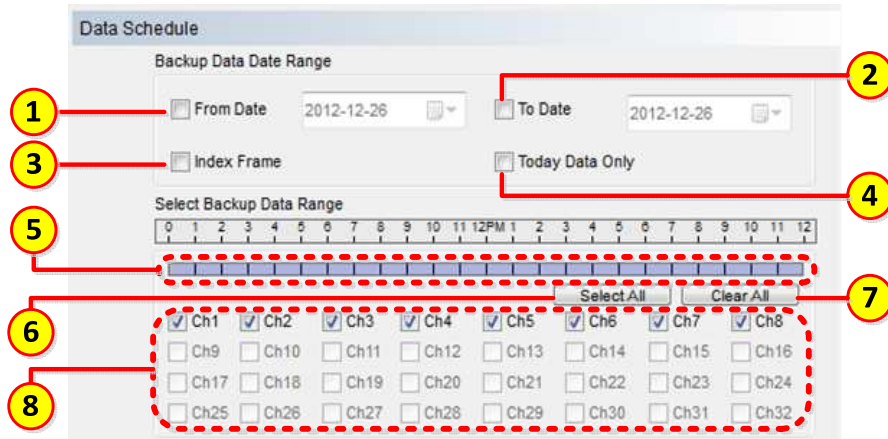 Data Schedule
Backup Data Date Range
2
1 From Date 2012-12-26 To Date 2012-12-26
3 Index Frame Today Data Only
4
Select Backup Data Range
5 0 1 2 3 4 5 6 7 8 9 10 11 12PM 1 2 3 4 5 6 7 8 9 10 11 12
6 Select All Clear All 7
Ch1 Ch2 Ch3 Ch4 Ch5 Ch6 Ch7 Ch8
Ch9 Ch10 Ch11 Ch12 Ch13 Ch14 Ch15 Ch16
Ch17 Ch18 Ch19 Ch20 Ch21 Ch22 Ch23 Ch24
8 Ch25 Ch26 Ch27 Ch28 Ch29 Ch30 Ch31 Ch32